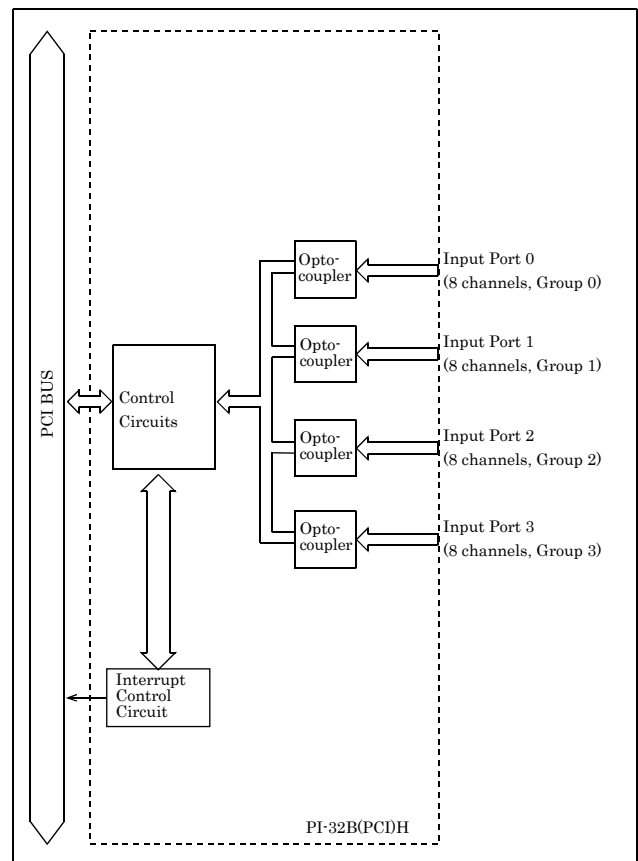 PCI BUS
Opto-
coupler
Input Port 0
(8 channels, Group 0)
Opto-
coupler
Input Port 1
(8 channels, Group 1)
Control
Circuits
Opto-
coupler
Input Port 2
(8 channels, Group 2)
Opto-
coupler
Input Port 3
(8 channels, Group 3)
Interrupt
Control
Circuit
PI-32B(PCI)H